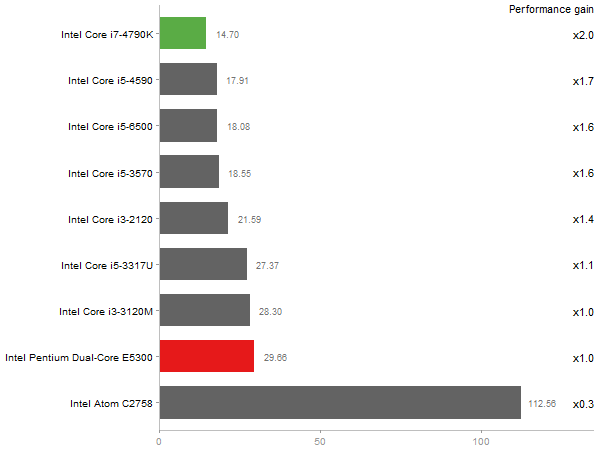 Performance gain
Intel Core i7-4790K 14.70 x2.0
Intel Core i5-4590 17.91 x1.7
Intel Core i5-6500 18.08 x1.6
Intel Core i5-3570 18.55 x1.6
Intel Core i3-2120 21.59 x1.4
Intel Core i5-3317U 27.37 x1.1
Intel Core i3-3120M 28.30 x1.0
Intel Pentium Dual-Core E5300 29.66 x1.0
Intel Atom C2758 112.56 x0.3
0 50 100